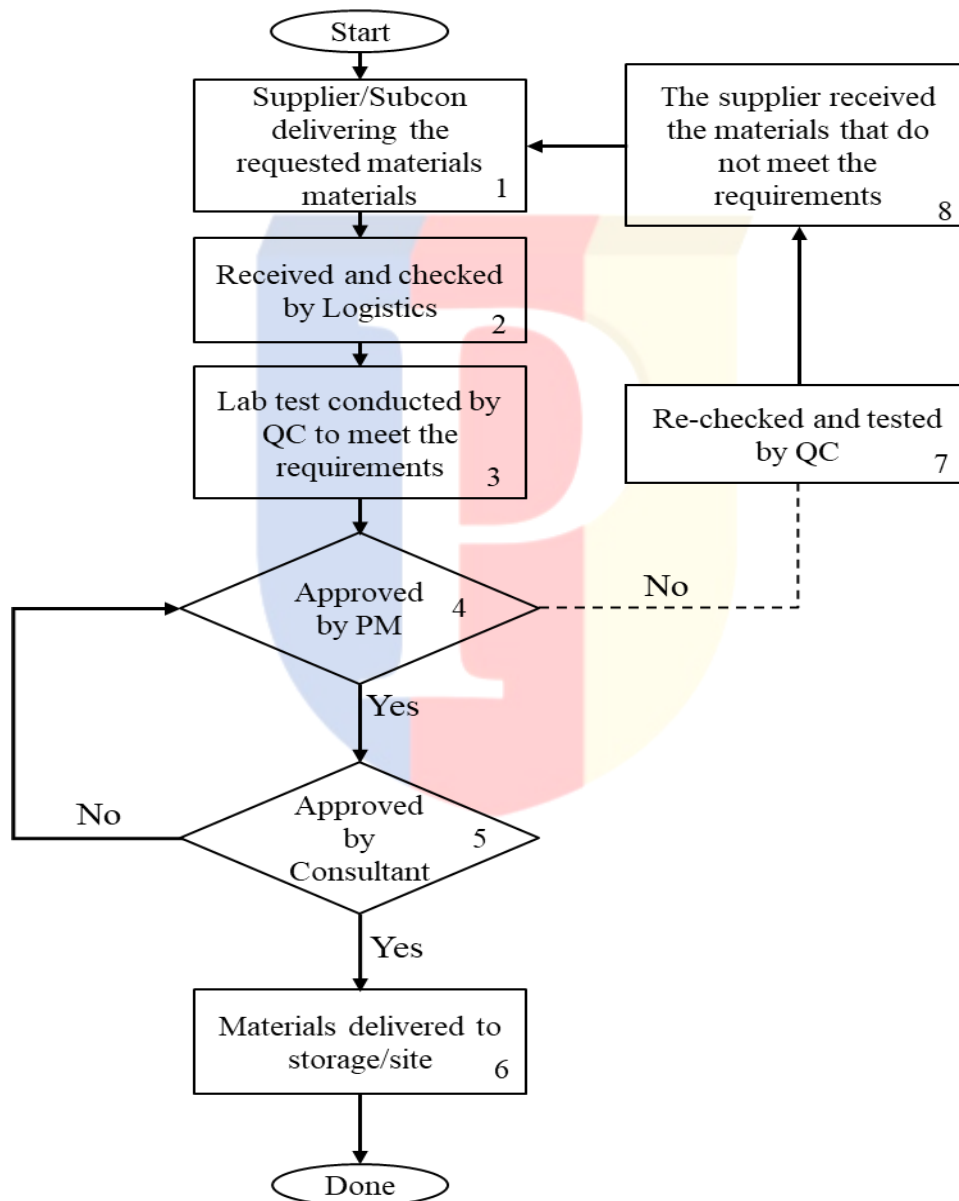 Start
Supplier/Subcon
delivering the
requested materials
materials
1
The supplier received
the materials that do
not meet the
requirements
8
Received and checked
by Logistics
2
Lab test conducted by
QC to meet the
requirements
3
Re-checked and tested
by QC
7
Approved
by PM
4
No
Yes
Approved
by
Consultant
5
No
Yes
Materials delivered to
storage/site
6
Done
P